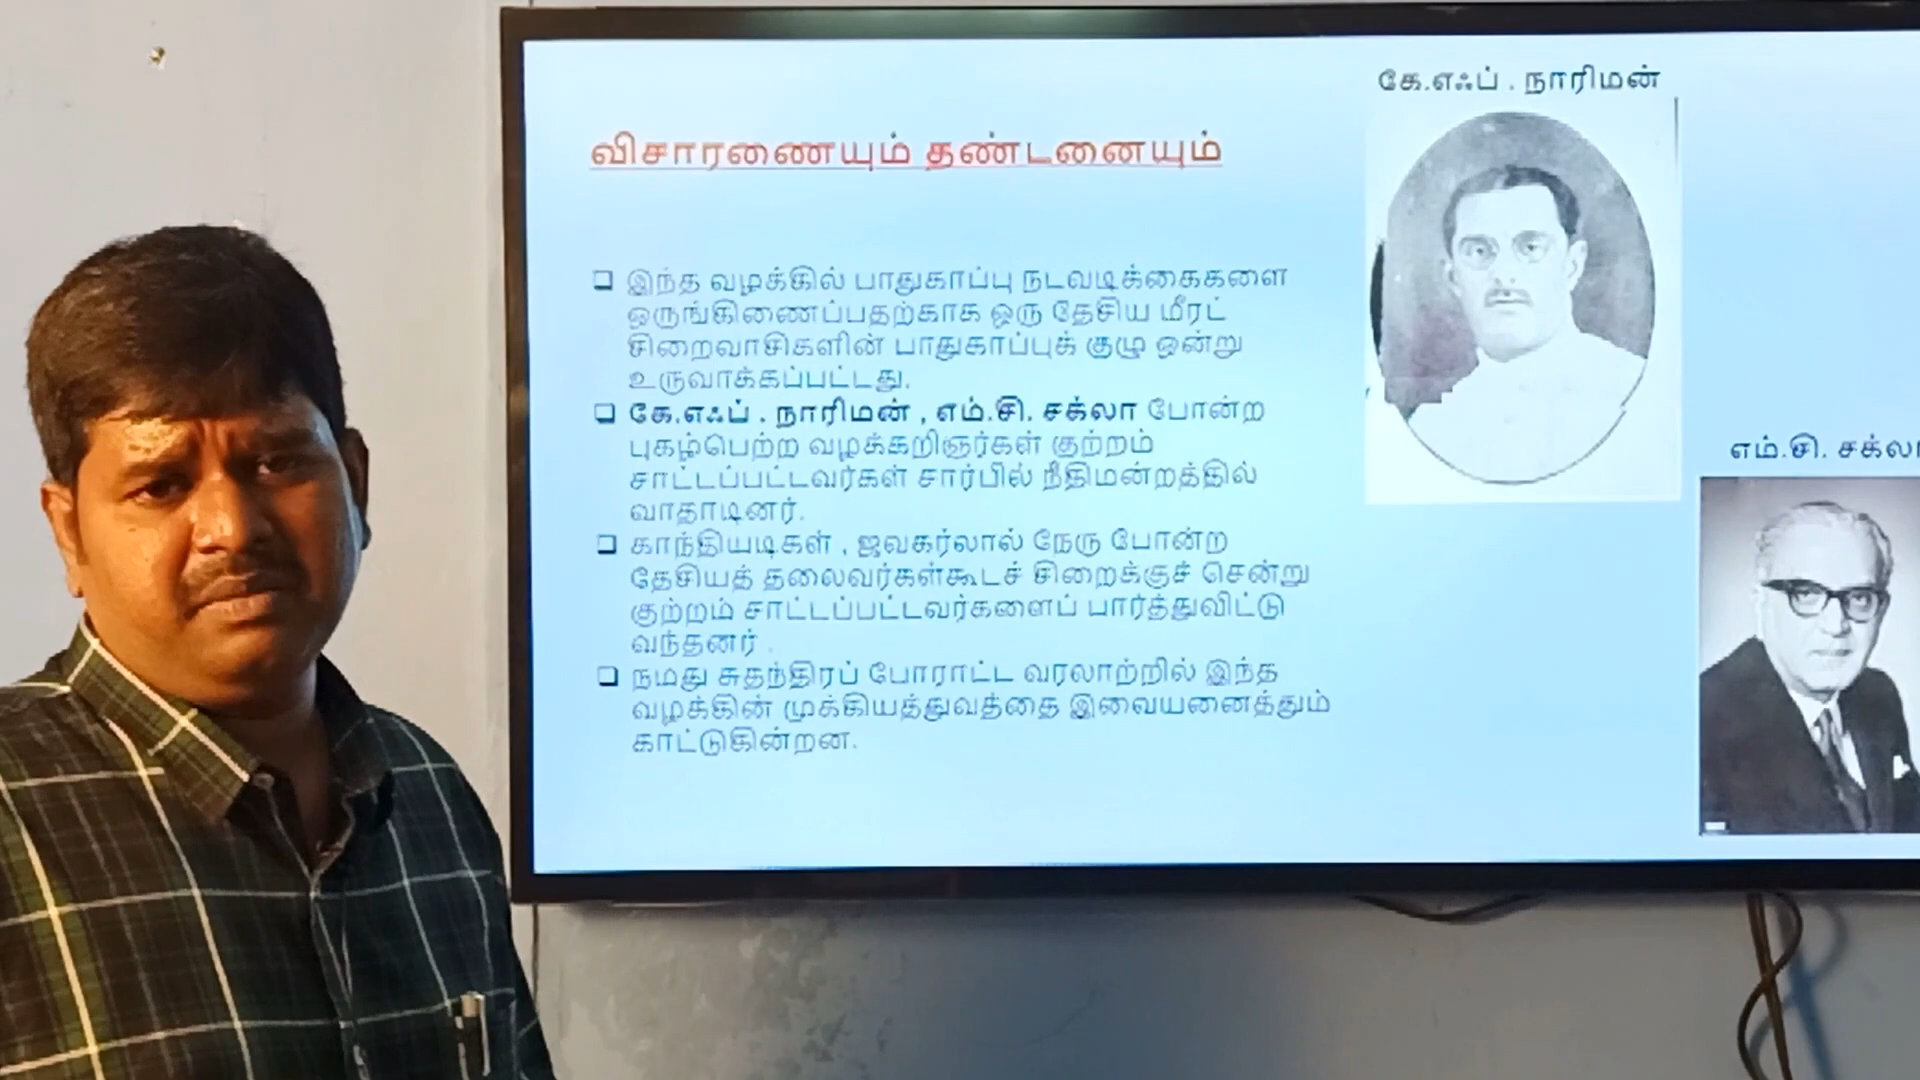 கே.எஃப் . நாரிமன்
விசாரணையும் தண்டனையும்
இந்த வழக்கில் பாதுகாப்பு நடவடிக்கைகளை
ஒருங்கிணைப்பதற்காக ஒரு தேசிய மீரட்
சிறைவாசிகளின் பாதுகாப்புக் குழு ஒன்று
உருவாக்கப்பட்டது.
கே.எஃப் . நாரிமன் , எம்.சி. சக்லா போன்ற
புகழ்பெற்ற வழக்கறிஞர்கள் குற்றம்
சாட்டப்பட்டவர்கள் சார்பில் நீதிமன்றத்தில்
வாதாடினர்.
காந்தியடிகள் , ஜவகர்லால் நேரு போன்ற
தேசியத் தலைவர்கள்கூடச் சிறைக்குச் சென்று
குற்றம் சாட்டப்பட்டவர்களைப் பார்த்துவிட்டு
வந்தனர் .
நமது சுதந்திரப் போராட்ட வரலாற்றில் இந்த
வழக்கின் முக்கியத்துவத்தை இவையனைத்தும்
காட்டுகின்றன.
எம்.சி. சக்லா